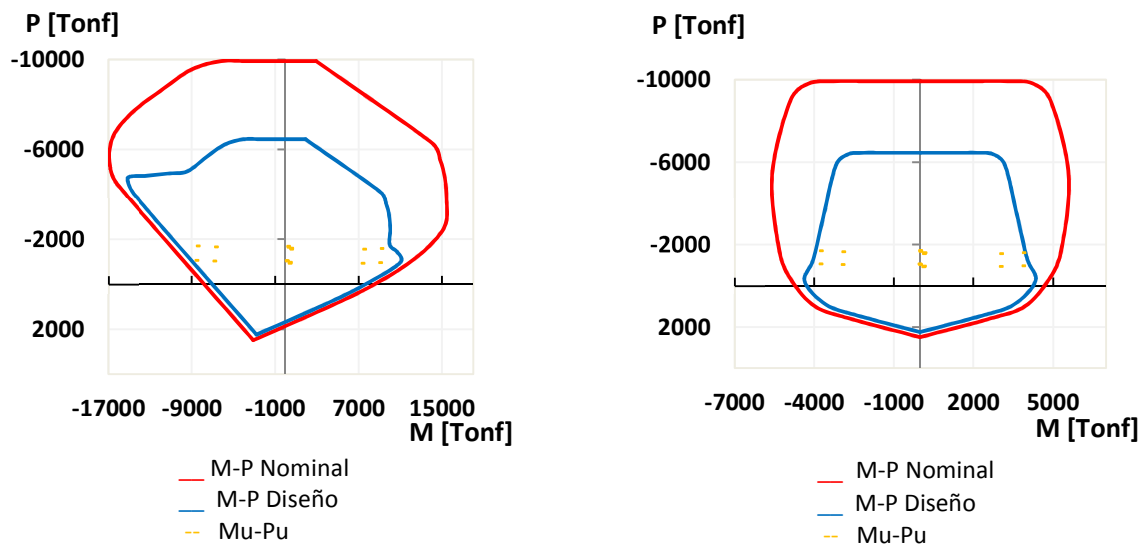 P [Tonf]
-10000
-6000
-2000
2000
-17000 -9000 -1000 7000 15000
M [Tonf]
M-P Nominal
M-P Diseño
Mu-Pu
P [Tonf]
-10000
-6000
-2000
2000
-7000 -4000 -1000 2000 5000
M [Tonf]
M-P Nominal
M-P Diseño
Mu-Pu